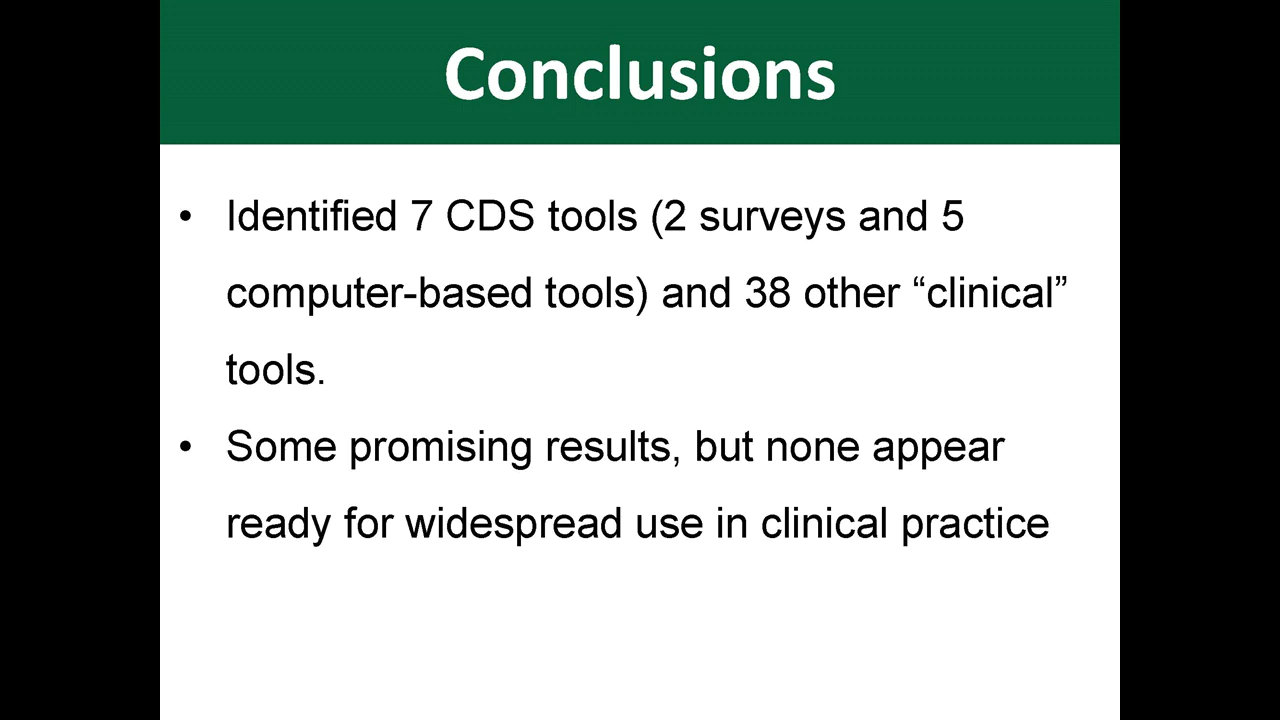 Conclusions
• Identified 7 CDS tools (2 surveys and 5
computer-based tools) and 38 other “clinical”
tools.
• Some promising results, but none appear
ready for widespread use in clinical practice